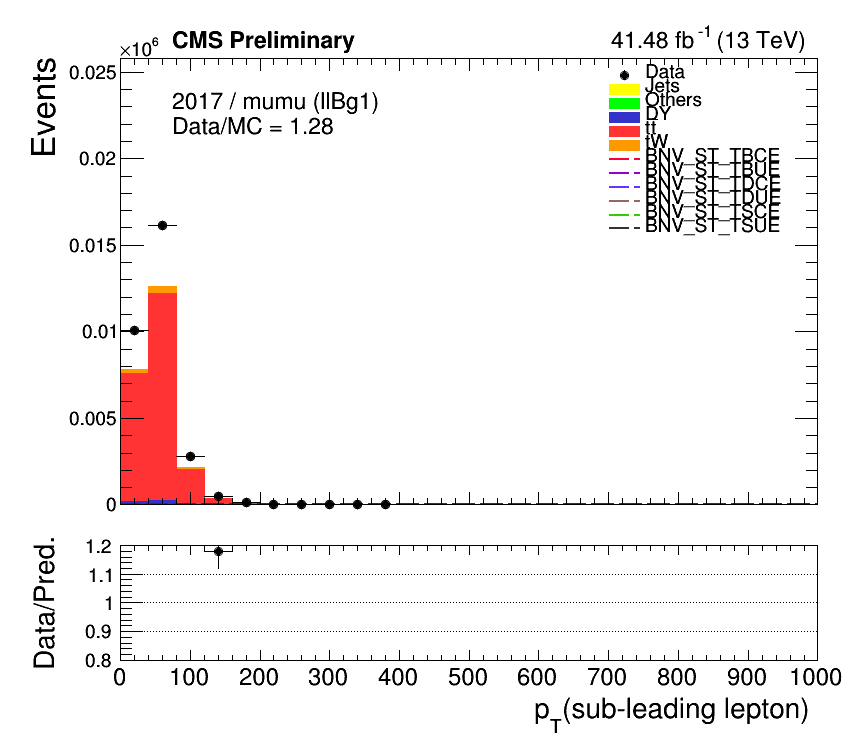 ×10⁶ CMS Preliminary 41.48 fb⁻¹ (13 TeV)
Events
0.025
0.02
0.015
0.01
0.005
0
2017 / mumu (llBg1)
Data/MC = 1.28
Data
Jets
Others
DY
tt
tW
BNV_ST_TBCE
BNV_ST_TBUE
BNV_ST_TDCE
BNV_ST_TDUE
BNV_ST_TSCE
BNV_ST_TSUE
Data/Pred.
1.2
1.1
1
0.9
0.8
0 100 200 300 400 500 600 700 800 900 1000
p_T(sub-leading lepton)